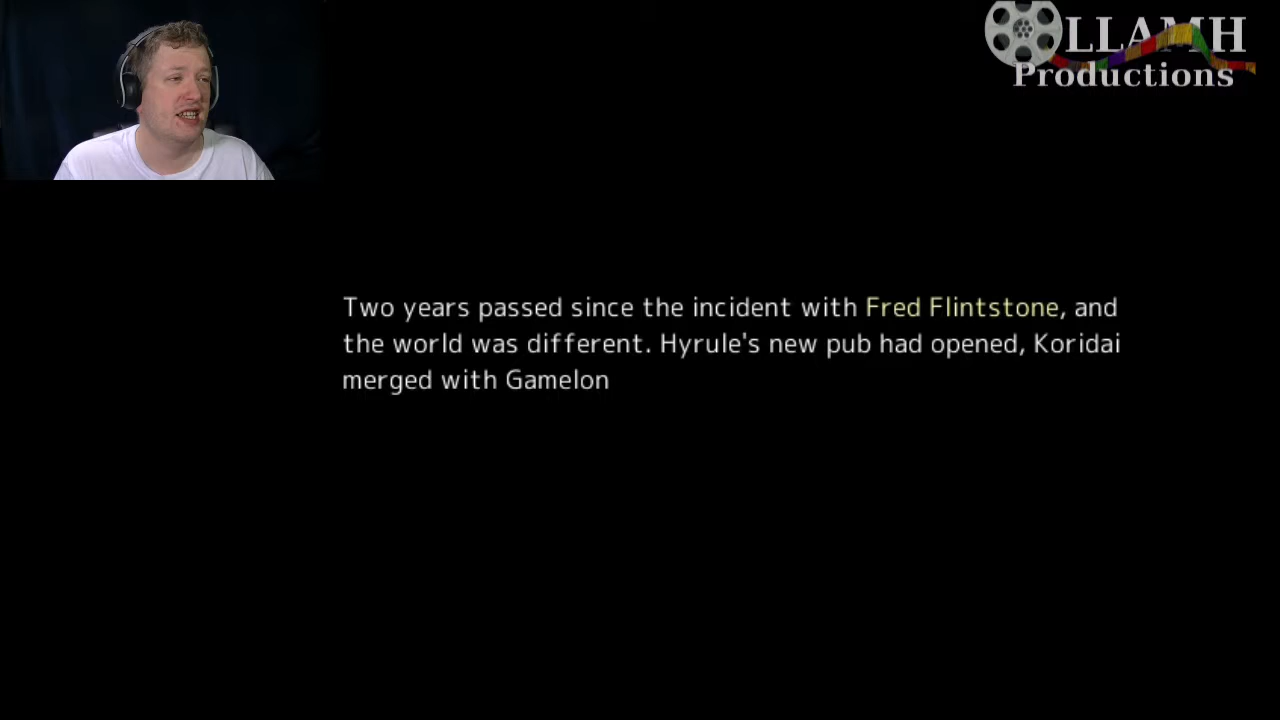 OLLAMH
Productions
Two years passed since the incident with Fred Flintstone, and
the world was different. Hyrule's new pub had opened, Koridai
merged with Gamelon